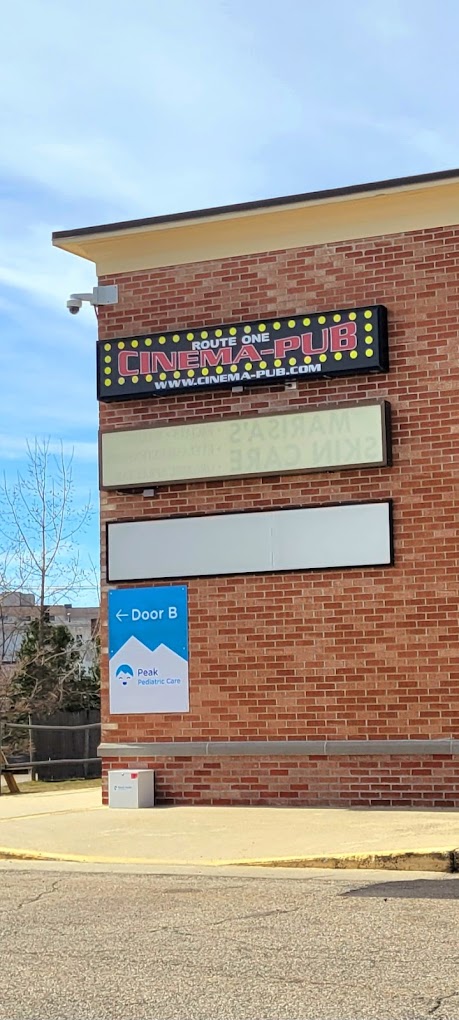 ROUTE ONE
CINEMA-PUB
WWW.CINEMA-PUB.COM
MARISA'S
SKIN CARE
← Door B
Peak
Pediatric Care